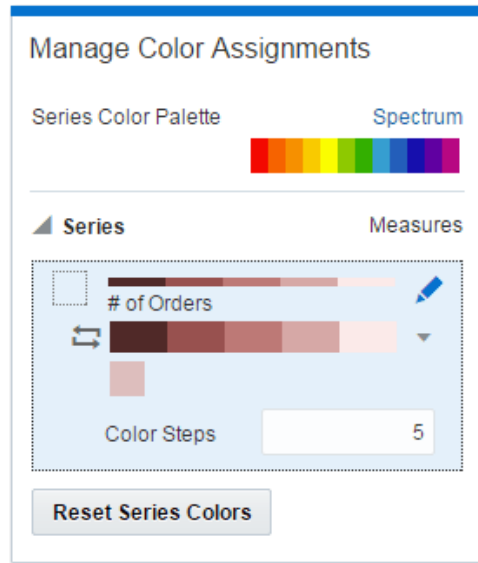 Manage Color Assignments
Series Color Palette Spectrum
Series Measures
# of Orders
Color Steps 5
Reset Series Colors